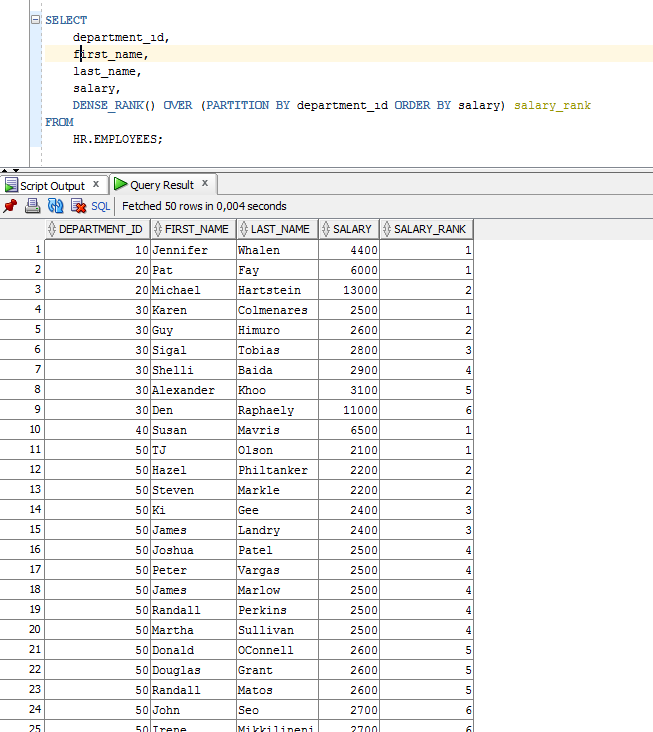 SELECT
department_id,
first_name,
last_name,
salary,
DENSE_RANK() OVER (PARTITION BY department_id ORDER BY salary) salary_rank
FROM
HR.EMPLOYEES;
Script Output x Query Result x
SQL Fetched 50 rows in 0,004 seconds
DEPARTMENT_ID FIRST_NAME LAST_NAME SALARY SALARY_RANK
1 10 Jennifer Whalen 4400 1
2 20 Pat Fay 6000 1
3 20 Michael Hartstein 13000 2
4 30 Karen Colmenares 2500 1
5 30 Guy Himuro 2600 2
6 30 Sigal Tobias 2800 3
7 30 Shelli Baida 2900 4
8 30 Alexander Khoo 3100 5
9 30 Den Raphaely 11000 6
10 40 Susan Mavris 6500 1
11 50 TJ Olson 2100 1
12 50 Hazel Philtanker 2200 2
13 50 Steven Markle 2200 2
14 50 Ki Gee 2400 3
15 50 James Landry 2400 3
16 50 Joshua Patel 2500 4
17 50 Peter Vargas 2500 4
18 50 James Marlow 2500 4
19 50 Randall Perkins 2500 4
20 50 Martha Sullivan 2500 4
21 50 Donald OConnell 2600 5
22 50 Douglas Grant 2600 5
23 50 Randall Matos 2600 5
24 50 John Seo 2700 6
25 50 Irene Mikkilineni 2700 6